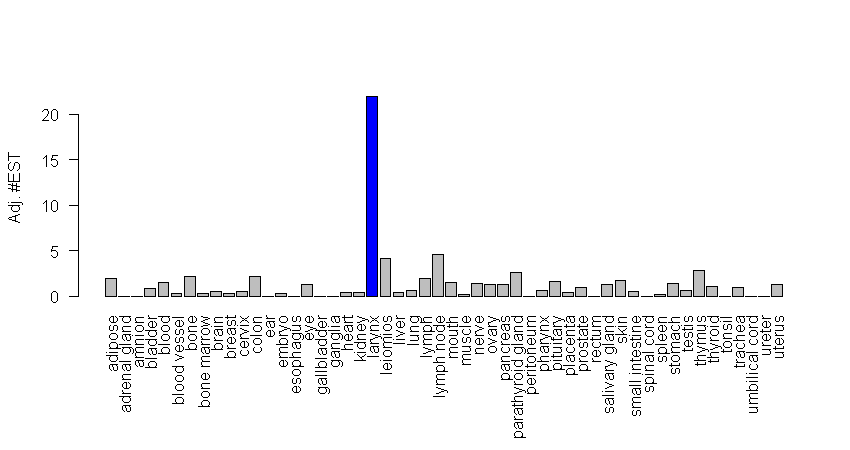 Adj. #EST
20
15
10
5
0
adipose
adrenal gland
amnion
bladder
blood
blood vessel
bone
bone marrow
brain
breast
cervix
colon
ear
embryo
esophagus
eye
gallbladder
ganglia
heart
kidney
larynx
leiomios
liver
lung
lymph
lymph node
mouth
muscle
nerve
ovary
pancreas
parathyroid gland
peritoneum
pharynx
pituitary
placenta
prostate
rectum
salivary gland
skin
small intestine
spinal cord
spleen
stomach
testis
thymus
thyroid
tonsil
trachea
umbilical cord
ureter
uterus